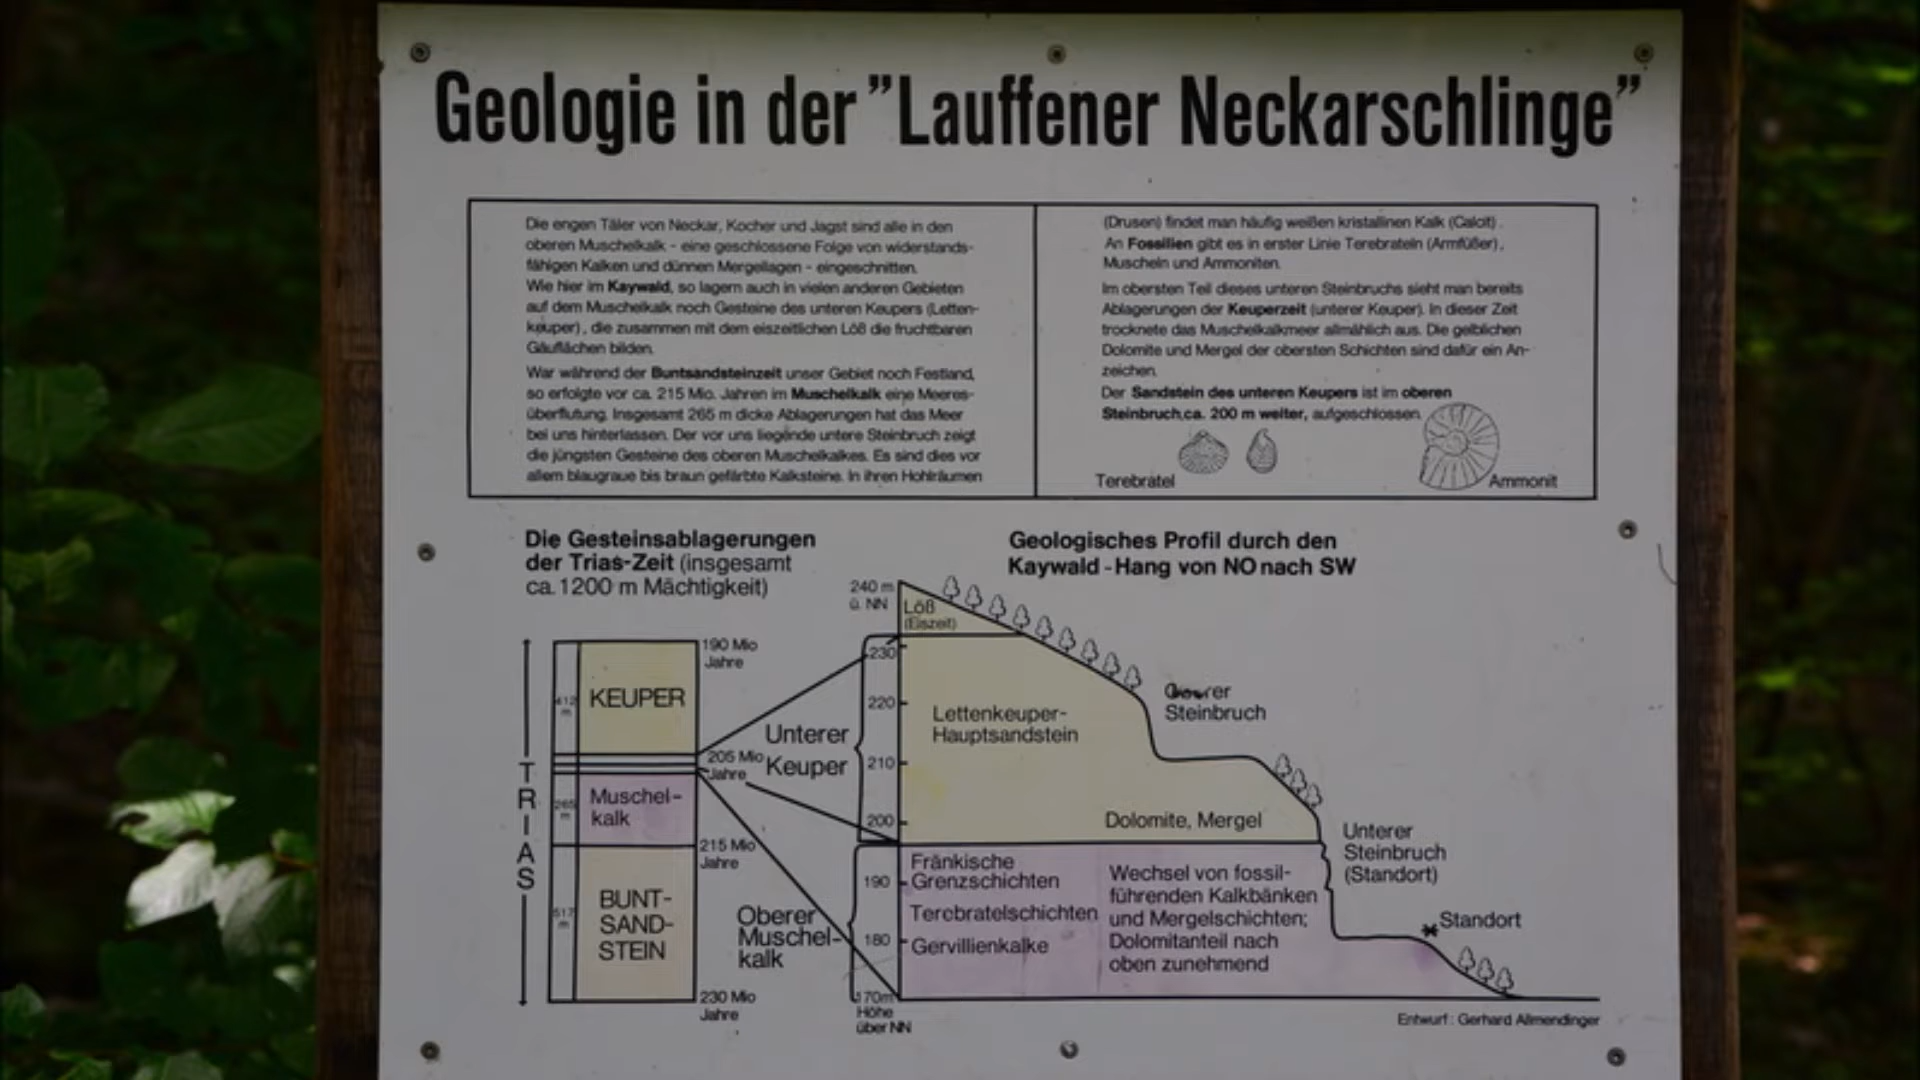 Geologie in der "Lauffener Neckarschlinge"
Die engen Täler von Neckar, Kocher und Jagst sind alle in den
oberen Muschelkalk - eine geschlossene Folge von widerstands-
fähigen Kalken und dünnen Mergellagen - eingeschnitten.
Wie hier im Kaywald, so lagern auch in vielen anderen Gebieten
auf dem Muschelkalk noch Gesteine des unteren Keupers (Letten-
keuper), die zusammen mit dem eiszeitlichen Löß die fruchtbaren
Gäuflächen bilden.
War während der Buntsandsteinzeit unser Gebiet noch Festland,
so erfolgte vor ca. 215 Mio. Jahren im Muschelkalk eine Meeres-
überflutung. Insgesamt 265 m dicke Ablagerungen hat das Meer
bei uns hinterlassen. Der vor uns liegende untere Steinbruch zeigt
die jüngsten Gesteine des oberen Muschelkalkes. Es sind dies vor
allem blaugraue bis braun gefärbte Kalksteine. In ihren Hohlräumen
(Drusen) findet man häufig weißen kristallinen Kalk (Calcit).
An Fossilien gibt es in erster Linie Terebrateln (Armfüßer),
Muscheln und Ammoniten.
Im obersten Teil dieses unteren Steinbruchs sieht man bereits
Ablagerungen der Keuperzeit (unterer Keuper). In dieser Zeit
trocknete das Muschelkalkmeer allmählich aus. Die gelblichen
Dolomite und Mergel der obersten Schichten sind dafür ein An-
zeichen.
Der Sandstein des unteren Keupers ist im oberen
Steinbruch, ca. 200 m weiter, aufgeschlossen.
Terebratel
Ammonit
Die Gesteinsablagerungen
der Trias-Zeit (insgesamt
ca. 1200 m Mächtigkeit)
TRIAS
412
m
KEUPER
190 Mio
Jahre
205 Mio
Jahre
265
m
Muschel-
kalk
215 Mio
Jahre
517
m
BUNT-
SAND-
STEIN
230 Mio
Jahre
Geologisches Profil durch den
Kaywald - Hang von NO nach SW
240 m
ü. NN
Löß
(Eiszeit)
230
220
210
200
190
180
170m
Höhe
über NN
Unterer
Keuper
Oberer
Muschel-
kalk
Lettenkeuper-
Hauptsandstein
Dolomite, Mergel
Fränkische
Grenzschichten
Terebratelschichten
Gervillienkalke
Wechsel von fossil-
führenden Kalkbänken
und Mergelschichten;
Dolomitanteil nach
oben zunehmend
Steinbruch
Unterer
Steinbruch
(Standort)
Standort
Entwurf: Gerhard Allmendinger